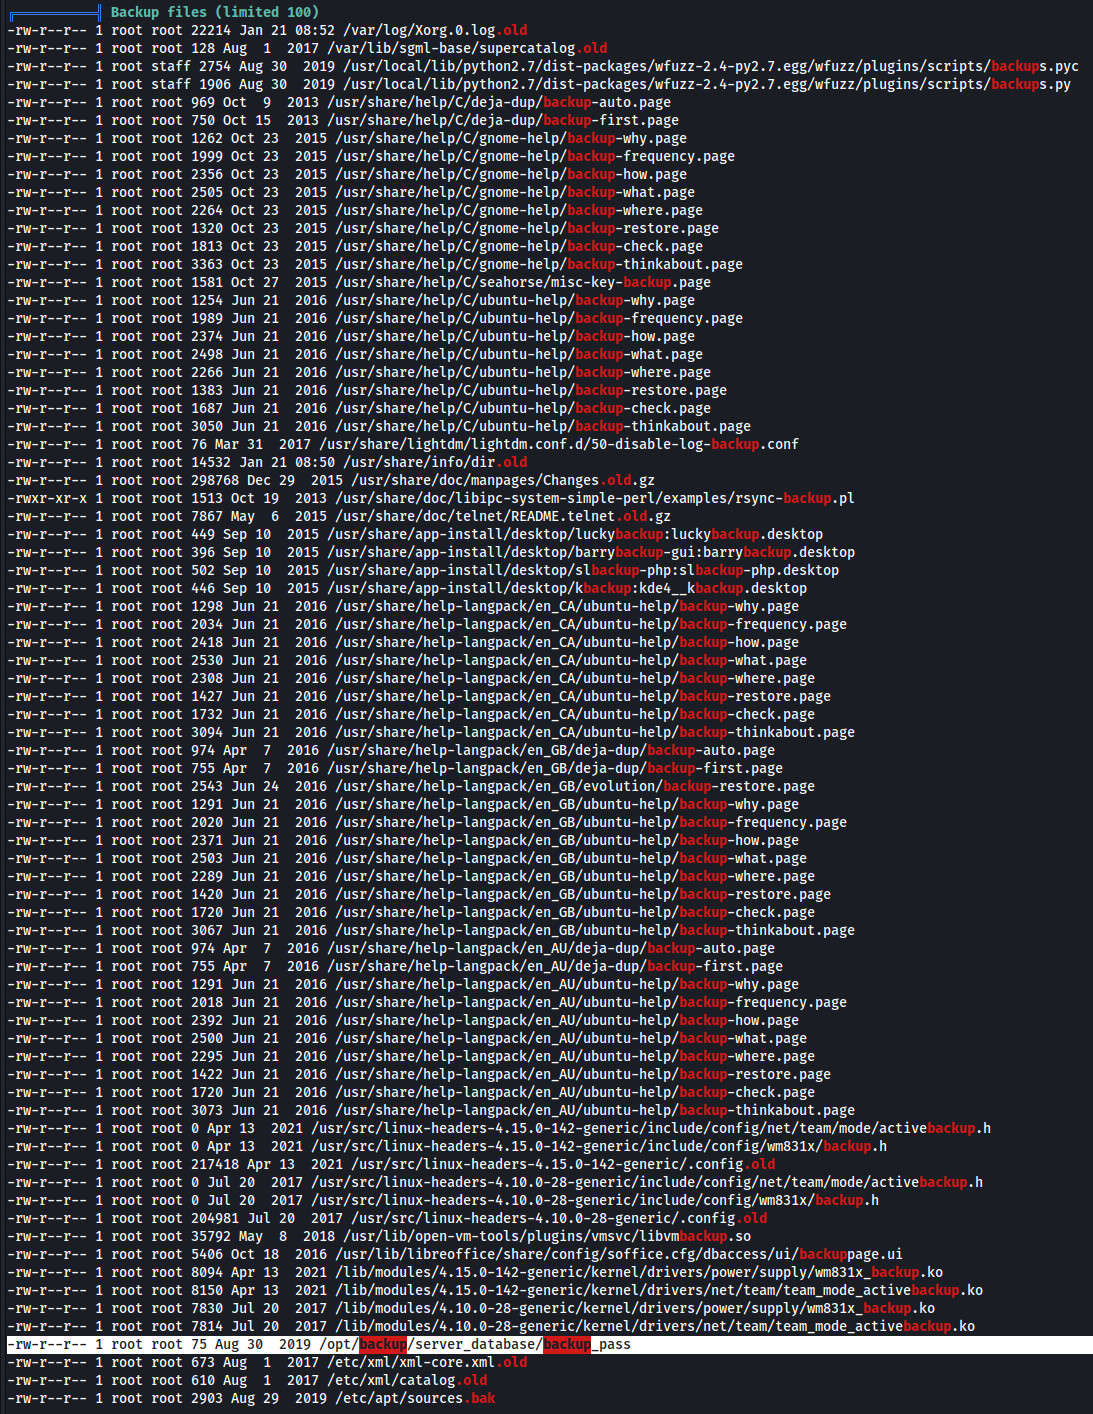 Backup files (limited 100)
-rw-r--r-- 1 root root 22214 Jan 21 08:52 /var/log/Xorg.0.log.old
-rw-r--r-- 1 root root 128 Aug  1  2017 /var/lib/sgml-base/supercatalog.old
-rw-r--r-- 1 root staff 2754 Aug 30  2019 /usr/local/lib/python2.7/dist-packages/wfuzz-2.4-py2.7.egg/wfuzz/plugins/scripts/backups.pyc
-rw-r--r-- 1 root staff 1906 Aug 30  2019 /usr/local/lib/python2.7/dist-packages/wfuzz-2.4-py2.7.egg/wfuzz/plugins/scripts/backups.py
-rw-r--r-- 1 root root 969 Oct  9  2013 /usr/share/help/C/deja-dup/backup-auto.page
-rw-r--r-- 1 root root 750 Oct 15  2013 /usr/share/help/C/deja-dup/backup-first.page
-rw-r--r-- 1 root root 1262 Oct 23  2015 /usr/share/help/C/gnome-help/backup-why.page
-rw-r--r-- 1 root root 1999 Oct 23  2015 /usr/share/help/C/gnome-help/backup-frequency.page
-rw-r--r-- 1 root root 2356 Oct 23  2015 /usr/share/help/C/gnome-help/backup-how.page
-rw-r--r-- 1 root root 2505 Oct 23  2015 /usr/share/help/C/gnome-help/backup-what.page
-rw-r--r-- 1 root root 2264 Oct 23  2015 /usr/share/help/C/gnome-help/backup-where.page
-rw-r--r-- 1 root root 1320 Oct 23  2015 /usr/share/help/C/gnome-help/backup-restore.page
-rw-r--r-- 1 root root 1813 Oct 23  2015 /usr/share/help/C/gnome-help/backup-check.page
-rw-r--r-- 1 root root 3363 Oct 23  2015 /usr/share/help/C/gnome-help/backup-thinkabout.page
-rw-r--r-- 1 root root 1581 Oct 27  2015 /usr/share/help/C/seahorse/misc-key-backup.page
-rw-r--r-- 1 root root 1254 Jun 21  2016 /usr/share/help/C/ubuntu-help/backup-why.page
-rw-r--r-- 1 root root 1989 Jun 21  2016 /usr/share/help/C/ubuntu-help/backup-frequency.page
-rw-r--r-- 1 root root 2374 Jun 21  2016 /usr/share/help/C/ubuntu-help/backup-how.page
-rw-r--r-- 1 root root 2498 Jun 21  2016 /usr/share/help/C/ubuntu-help/backup-what.page
-rw-r--r-- 1 root root 2266 Jun 21  2016 /usr/share/help/C/ubuntu-help/backup-where.page
-rw-r--r-- 1 root root 1383 Jun 21  2016 /usr/share/help/C/ubuntu-help/backup-restore.page
-rw-r--r-- 1 root root 1687 Jun 21  2016 /usr/share/help/C/ubuntu-help/backup-check.page
-rw-r--r-- 1 root root 3050 Jun 21  2016 /usr/share/help/C/ubuntu-help/backup-thinkabout.page
-rw-r--r-- 1 root root 76 Mar 31  2017 /usr/share/lightdm/lightdm.conf.d/50-disable-log-backup.conf
-rw-r--r-- 1 root root 14532 Jan 21 08:50 /usr/share/info/dir.old
-rw-r--r-- 1 root root 298768 Dec 29  2015 /usr/share/doc/manpages/Changes.old.gz
-rwxr-xr-x 1 root root 1513 Oct 19  2013 /usr/share/doc/libipc-system-simple-perl/examples/rsync-backup.pl
-rw-r--r-- 1 root root 7867 May  6  2015 /usr/share/doc/telnet/README.telnet.old.gz
-rw-r--r-- 1 root root 449 Sep 10  2015 /usr/share/app-install/desktop/luckybackup:luckybackup.desktop
-rw-r--r-- 1 root root 396 Sep 10  2015 /usr/share/app-install/desktop/barrybackup-gui:barrybackup.desktop
-rw-r--r-- 1 root root 502 Sep 10  2015 /usr/share/app-install/desktop/slbackup-php:slbackup-php.desktop
-rw-r--r-- 1 root root 446 Sep 10  2015 /usr/share/app-install/desktop/kbackup:kde4__kbackup.desktop
-rw-r--r-- 1 root root 1298 Jun 21  2016 /usr/share/help-langpack/en_CA/ubuntu-help/backup-why.page
-rw-r--r-- 1 root root 2034 Jun 21  2016 /usr/share/help-langpack/en_CA/ubuntu-help/backup-frequency.page
-rw-r--r-- 1 root root 2418 Jun 21  2016 /usr/share/help-langpack/en_CA/ubuntu-help/backup-how.page
-rw-r--r-- 1 root root 2530 Jun 21  2016 /usr/share/help-langpack/en_CA/ubuntu-help/backup-what.page
-rw-r--r-- 1 root root 2308 Jun 21  2016 /usr/share/help-langpack/en_CA/ubuntu-help/backup-where.page
-rw-r--r-- 1 root root 1427 Jun 21  2016 /usr/share/help-langpack/en_CA/ubuntu-help/backup-restore.page
-rw-r--r-- 1 root root 1732 Jun 21  2016 /usr/share/help-langpack/en_CA/ubuntu-help/backup-check.page
-rw-r--r-- 1 root root 3094 Jun 21  2016 /usr/share/help-langpack/en_CA/ubuntu-help/backup-thinkabout.page
-rw-r--r-- 1 root root 974 Apr  7  2016 /usr/share/help-langpack/en_GB/deja-dup/backup-auto.page
-rw-r--r-- 1 root root 755 Apr  7  2016 /usr/share/help-langpack/en_GB/deja-dup/backup-first.page
-rw-r--r-- 1 root root 2543 Jun 24  2016 /usr/share/help-langpack/en_GB/evolution/backup-restore.page
-rw-r--r-- 1 root root 1291 Jun 21  2016 /usr/share/help-langpack/en_GB/ubuntu-help/backup-why.page
-rw-r--r-- 1 root root 2020 Jun 21  2016 /usr/share/help-langpack/en_GB/ubuntu-help/backup-frequency.page
-rw-r--r-- 1 root root 2371 Jun 21  2016 /usr/share/help-langpack/en_GB/ubuntu-help/backup-how.page
-rw-r--r-- 1 root root 2503 Jun 21  2016 /usr/share/help-langpack/en_GB/ubuntu-help/backup-what.page
-rw-r--r-- 1 root root 2289 Jun 21  2016 /usr/share/help-langpack/en_GB/ubuntu-help/backup-where.page
-rw-r--r-- 1 root root 1420 Jun 21  2016 /usr/share/help-langpack/en_GB/ubuntu-help/backup-restore.page
-rw-r--r-- 1 root root 1720 Jun 21  2016 /usr/share/help-langpack/en_GB/ubuntu-help/backup-check.page
-rw-r--r-- 1 root root 3067 Jun 21  2016 /usr/share/help-langpack/en_GB/ubuntu-help/backup-thinkabout.page
-rw-r--r-- 1 root root 974 Apr  7  2016 /usr/share/help-langpack/en_AU/deja-dup/backup-auto.page
-rw-r--r-- 1 root root 755 Apr  7  2016 /usr/share/help-langpack/en_AU/deja-dup/backup-first.page
-rw-r--r-- 1 root root 1291 Jun 21  2016 /usr/share/help-langpack/en_AU/ubuntu-help/backup-why.page
-rw-r--r-- 1 root root 2018 Jun 21  2016 /usr/share/help-langpack/en_AU/ubuntu-help/backup-frequency.page
-rw-r--r-- 1 root root 2392 Jun 21  2016 /usr/share/help-langpack/en_AU/ubuntu-help/backup-how.page
-rw-r--r-- 1 root root 2500 Jun 21  2016 /usr/share/help-langpack/en_AU/ubuntu-help/backup-what.page
-rw-r--r-- 1 root root 2295 Jun 21  2016 /usr/share/help-langpack/en_AU/ubuntu-help/backup-where.page
-rw-r--r-- 1 root root 1422 Jun 21  2016 /usr/share/help-langpack/en_AU/ubuntu-help/backup-restore.page
-rw-r--r-- 1 root root 1720 Jun 21  2016 /usr/share/help-langpack/en_AU/ubuntu-help/backup-check.page
-rw-r--r-- 1 root root 3073 Jun 21  2016 /usr/share/help-langpack/en_AU/ubuntu-help/backup-thinkabout.page
-rw-r--r-- 1 root root 0 Apr 13  2021 /usr/src/linux-headers-4.15.0-142-generic/include/config/net/team/mode/activebackup.h
-rw-r--r-- 1 root root 0 Apr 13  2021 /usr/src/linux-headers-4.15.0-142-generic/include/config/wm831x/backup.h
-rw-r--r-- 1 root root 217418 Apr 13  2021 /usr/src/linux-headers-4.15.0-142-generic/.config.old
-rw-r--r-- 1 root root 0 Jul 20  2017 /usr/src/linux-headers-4.10.0-28-generic/include/config/net/team/mode/activebackup.h
-rw-r--r-- 1 root root 0 Jul 20  2017 /usr/src/linux-headers-4.10.0-28-generic/include/config/wm831x/backup.h
-rw-r--r-- 1 root root 204981 Jul 20  2017 /usr/src/linux-headers-4.10.0-28-generic/.config.old
-rw-r--r-- 1 root root 35792 May  8  2018 /usr/lib/open-vm-tools/plugins/vmsvc/libvmbackup.so
-rw-r--r-- 1 root root 5406 Oct 18  2016 /usr/lib/libreoffice/share/config/soffice.cfg/dbaccess/ui/backuppage.ui
-rw-r--r-- 1 root root 8094 Apr 13  2021 /lib/modules/4.15.0-142-generic/kernel/drivers/power/supply/wm831x_backup.ko
-rw-r--r-- 1 root root 8150 Apr 13  2021 /lib/modules/4.15.0-142-generic/kernel/drivers/net/team/team_mode_activebackup.ko
-rw-r--r-- 1 root root 7830 Jul 20  2017 /lib/modules/4.10.0-28-generic/kernel/drivers/power/supply/wm831x_backup.ko
-rw-r--r-- 1 root root 7814 Jul 20  2017 /lib/modules/4.10.0-28-generic/kernel/drivers/net/team/team_mode_activebackup.ko
-rw-r--r-- 1 root root 75 Aug 30  2019 /opt/backup/server_database/backup_pass
-rw-r--r-- 1 root root 673 Aug  1  2017 /etc/xml/xml-core.xml.old
-rw-r--r-- 1 root root 610 Aug  1  2017 /etc/xml/catalog.old
-rw-r--r-- 1 root root 2903 Aug 29  2019 /etc/apt/sources.bak